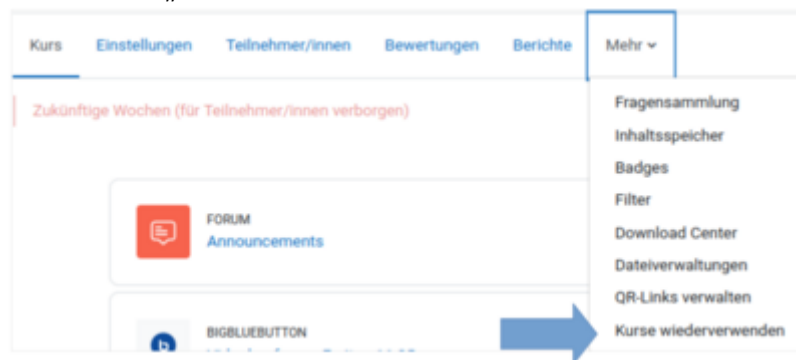 „
Kurs Einstellungen Teilnehmer/innen Bewertungen Berichte Mehr
Zukünftige Wochen (für Teilnehmer/innen verborgen)
FORUM
Announcements
BIGBLUEBUTTON
Fragensammlung
Inhaltsspeicher
Badges
Filter
Download Center
Dateiverwaltungen
QR-Links verwalten
Kurse wiederverwenden